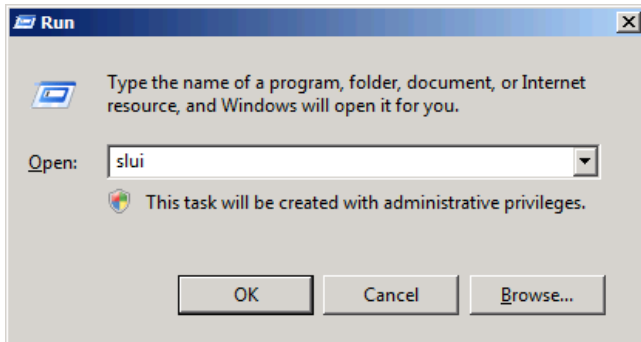 Run
Type the name of a program, folder, document, or Internet
resource, and Windows will open it for you.
Open: slui
This task will be created with administrative privileges.
OK Cancel Browse...